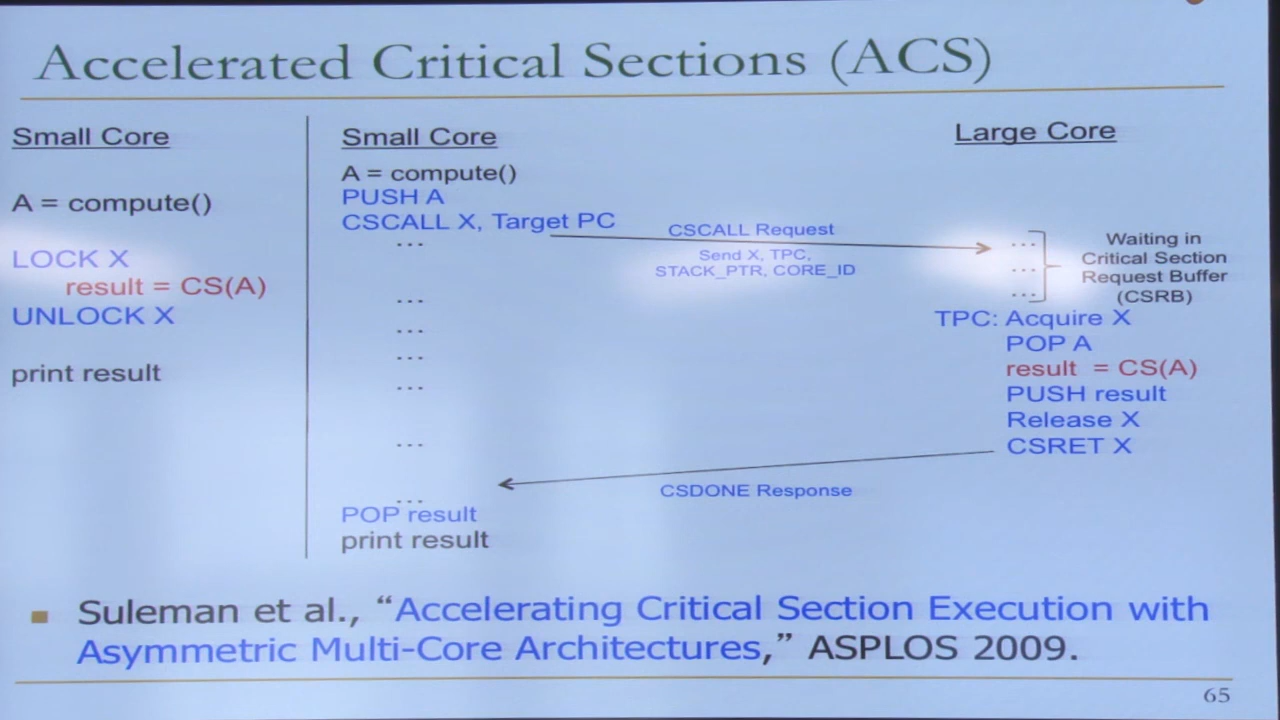 Accelerated Critical Sections (ACS)
Small Core
A = compute()
LOCK X
result = CS(A)
UNLOCK X
print result
Small Core
A = compute()
PUSH A
CSCALL X, Target PC
...
...
...
...
...
...
...
POP result
print result
CSCALL Request
Send X, TPC,
STACK_PTR, CORE_ID
CSDONE Response
Large Core
...
...
...
Waiting in
Critical Section
Request Buffer
(CSRB)
TPC: Acquire X
POP A
result = CS(A)
PUSH result
Release X
CSRET X
■ Suleman et al., “Accelerating Critical Section Execution with
Asymmetric Multi-Core Architectures,” ASPLOS 2009.
65